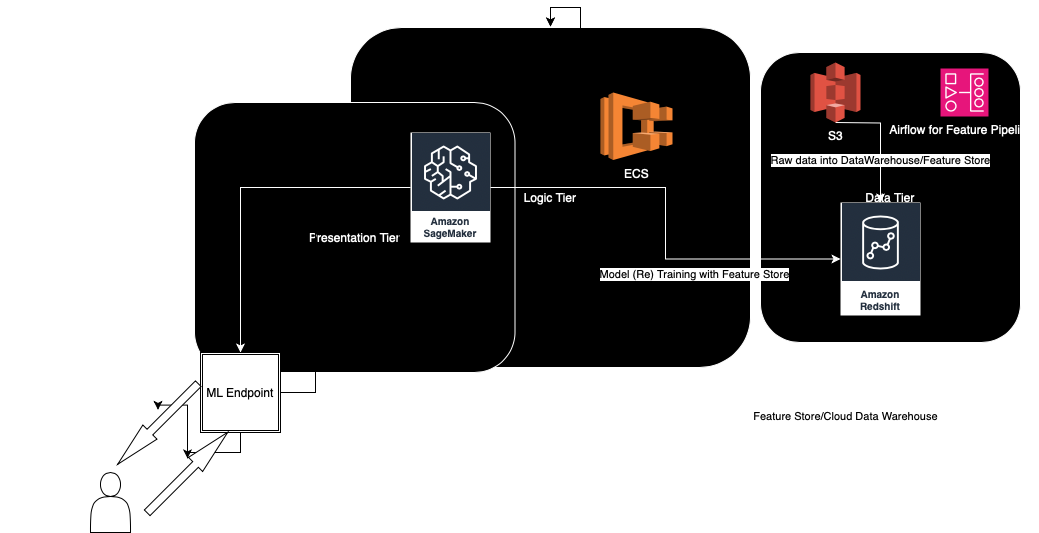 S3
Airflow for Feature Pipeli
Raw data into DataWarehouse/Feature Store
ECS
Logic Tier
Data Tier
Amazon
SageMaker
Presentation Tier
Model (Re) Training with Feature Store
Amazon
Redshift
ML Endpoint
Feature Store/Cloud Data Warehouse